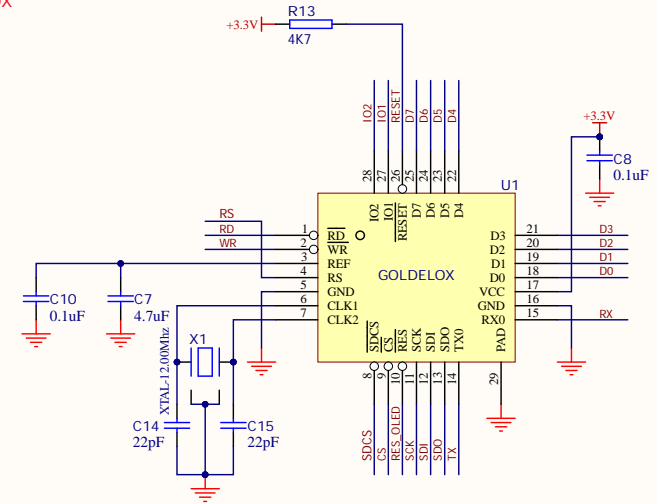 X
R13
+3.3V
4K7
IO2
IO1
RESET
D7
D6
D5
D4
+3.3V
C8
0.1uF
28
27
26
25
24
23
22
U1
IO2
IO1
RESET
D7
D6
D5
D4
RS
RD
WR
1
2
3
4
5
6
7
RD
WR
REF
RS
GND
CLK1
CLK2
GOLDELOX
D3
D2
D1
D0
VCC
GND
RX0
21
20
19
18
17
16
15
D3
D2
D1
D0
RX
C10
0.1uF
C7
4.7uF
X1
XTAL-12.00Mhz
SDCS
CS
RES
SCK
SDI
SDO
TX0
PAD
8
9
10
11
12
13
14
29
SDCS
CS
RES_OLED
SCK
SDI
SDO
TX
C14
22pF
C15
22pF